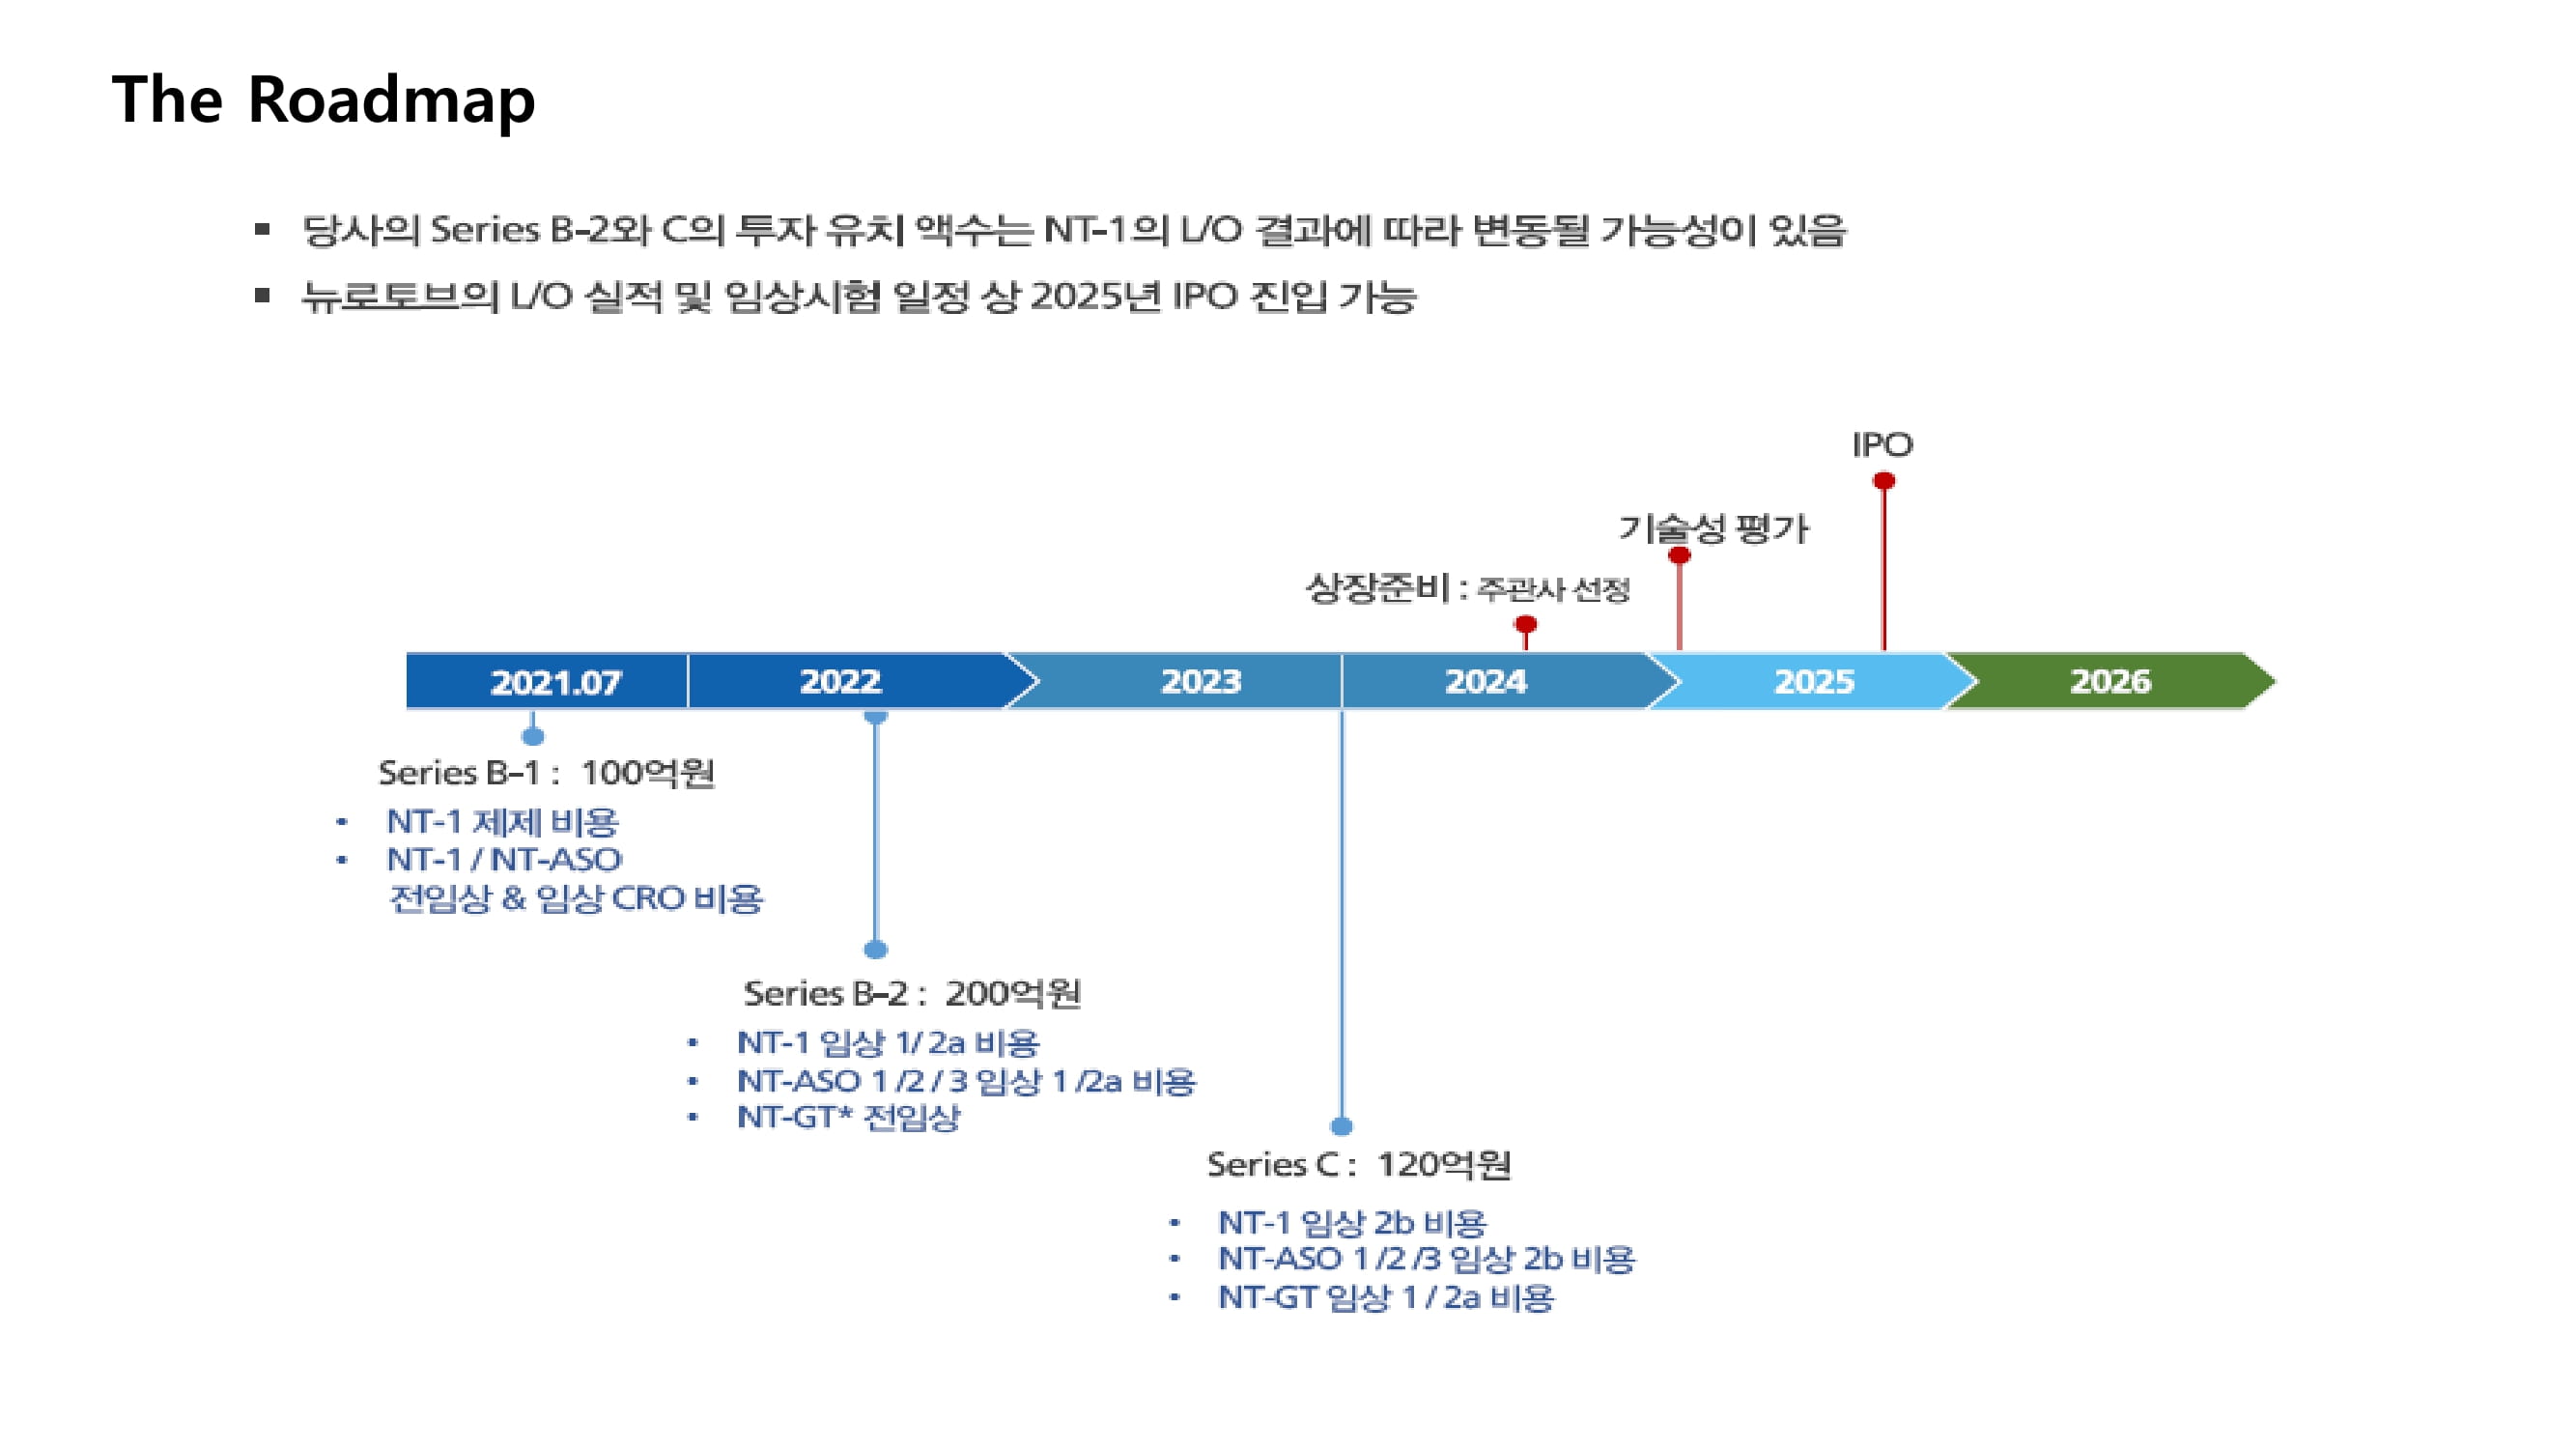 The Roadmap
▪ 당사의 Series B-2와 C의 투자 유치 액수는 NT-1의 L/O 결과에 따라 변동될 가능성이 있음
▪ 뉴로토브의 L/O 실적 및 임상시험 일정 상 2025년 IPO 진입 가능
IPO
기술성 평가
상장준비 : 주관사 선정
2021.07 2022 2023 2024 2025 2026
Series B-1 : 100억원
• NT-1 제제 비용
• NT-1 / NT-ASO
전임상 & 임상 CRO 비용
Series B-2 : 200억원
• NT-1 임상 1/ 2a 비용
• NT-ASO 1 /2 / 3 임상 1 /2a 비용
• NT-GT* 전임상
Series C : 120억원
• NT-1 임상 2b 비용
• NT-ASO 1 /2 /3 임상 2b 비용
• NT-GT 임상 1 / 2a 비용